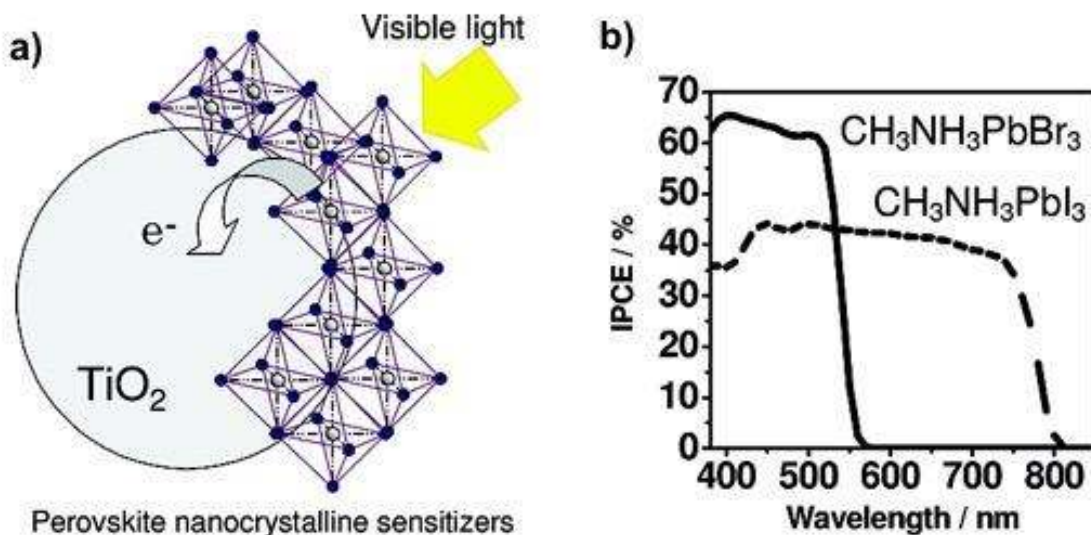 a)
Visible light
e-
TiO2
Perovskite nanocrystalline sensitizers
b)
70
60
50
40
30
20
10
0
IPCE / %
CH3NH3PbBr3
CH3NH3PbI3
400 500 600 700 800
Wavelength / nm